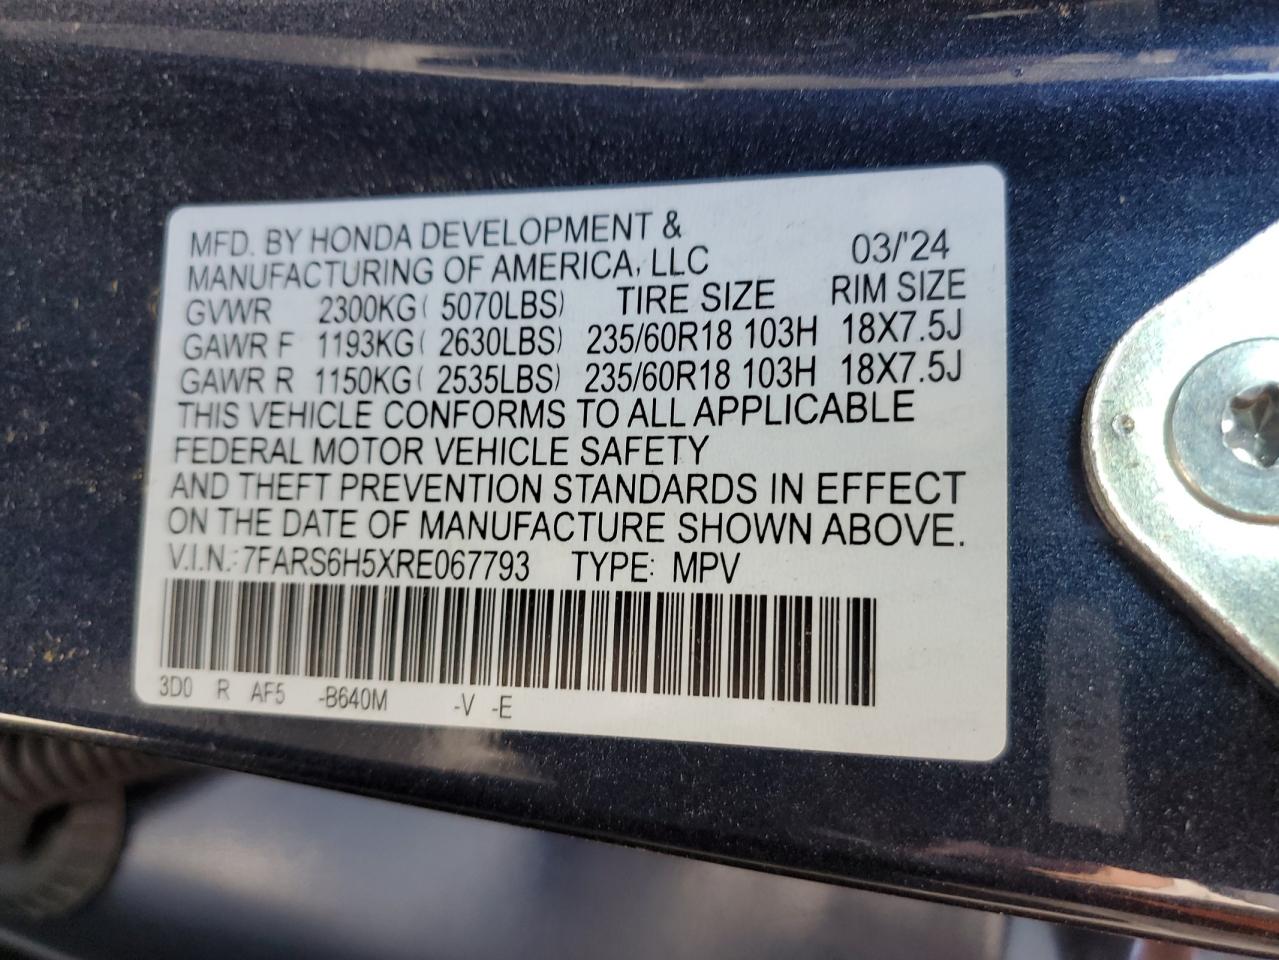 MFD. BY HONDA DEVELOPMENT &
MANUFACTURING OF AMERICA, LLC 03/'24
GVWR 2300KG( 5070LBS) TIRE SIZE RIM SIZE
GAWR F 1193KG( 2630LBS) 235/60R18 103H 18X7.5J
GAWR R 1150KG( 2535LBS) 235/60R18 103H 18X7.5J
THIS VEHICLE CONFORMS TO ALL APPLICABLE
FEDERAL MOTOR VEHICLE SAFETY
AND THEFT PREVENTION STANDARDS IN EFFECT
ON THE DATE OF MANUFACTURE SHOWN ABOVE.
V.I.N.: 7FARS6H5XRE067793 TYPE: MPV
3D0 R AF5 -B640M -V -E